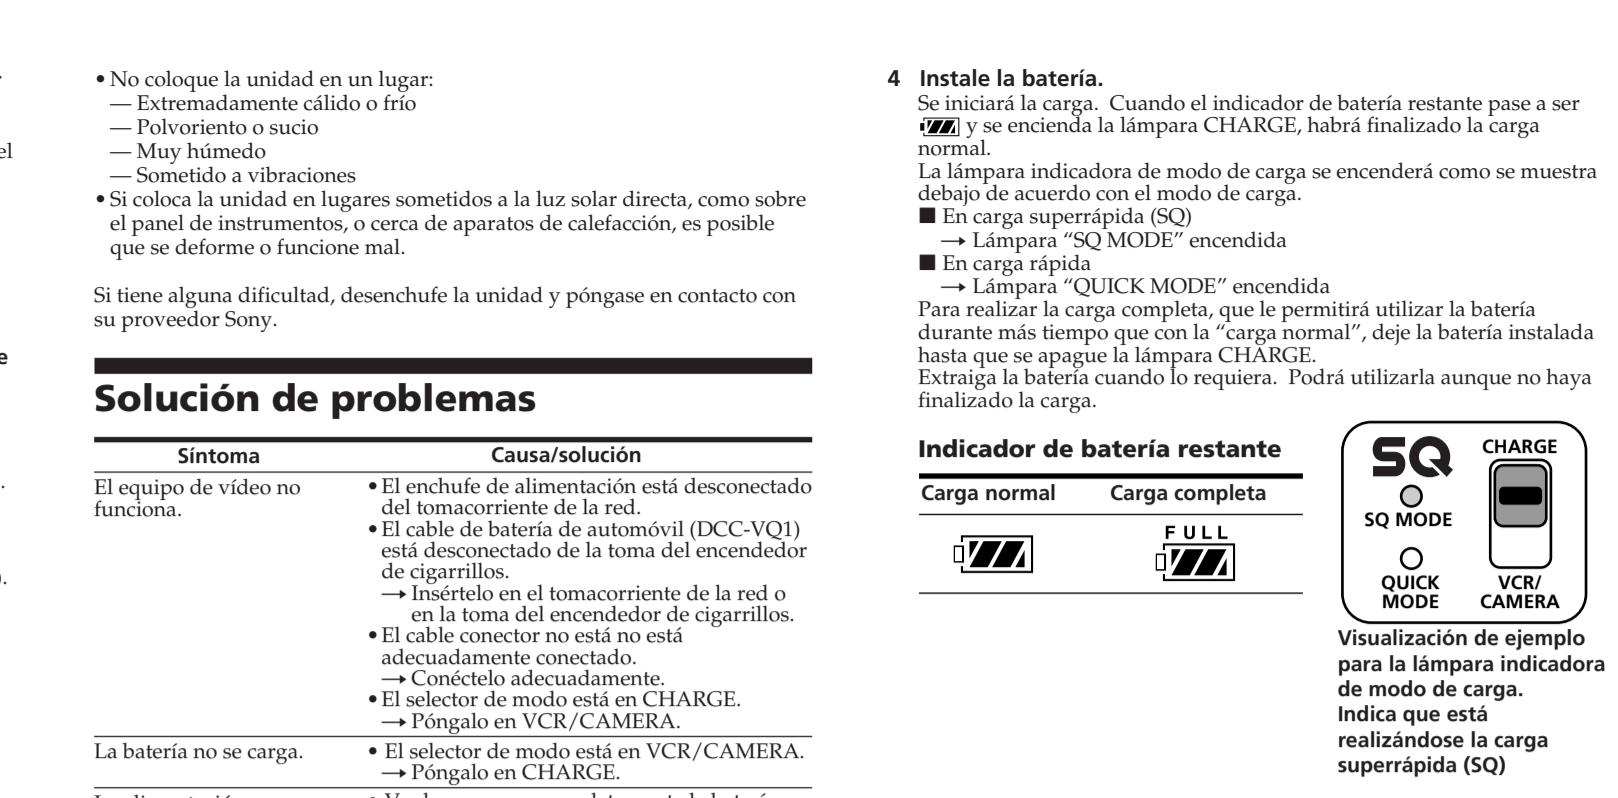 • No coloque la unidad en un lugar:
— Extremadamente cálido o frío
— Polvoriento o sucio
— Muy húmedo
— Sometido a vibraciones
• Si coloca la unidad en lugares sometidos a la luz solar directa, como sobre
el panel de instrumentos, o cerca de aparatos de calefacción, es posible
que se deforme o funcione mal.
Si tiene alguna dificultad, desenchufe la unidad y póngase en contacto con
su proveedor Sony.
Solución de problemas
Síntoma Causa/solución
El equipo de vídeo no
funciona.
• El enchufe de alimentación está desconectado
del tomacorriente de la red.
• El cable de batería de automóvil (DCC-VQ1)
está desconectado de la toma del encendedor
de cigarrillos.
→ Insértelo en el tomacorriente de la red o
en la toma del encendedor de cigarrillos.
• El cable conector no está no está
adecuadamente conectado.
→ Conéctelo adecuadamente.
• El selector de modo está en CHARGE.
→ Póngalo en VCR/CAMERA.
La batería no se carga.
• El selector de modo está en VCR/CAMERA.
→ Póngalo en CHARGE.
4 Instale la batería.
Se iniciará la carga. Cuando el indicador de batería restante pase a ser
y se encienda la lámpara CHARGE, habrá finalizado la carga
normal.
La lámpara indicadora de modo de carga se encenderá como se muestra
debajo de acuerdo con el modo de carga.
■ En carga superrápida (SQ)
→ Lámpara “SQ MODE” encendida
■ En carga rápida
→ Lámpara “QUICK MODE” encendida
Para realizar la carga completa, que le permitirá utilizar la batería
durante más tiempo que con la “carga normal”, deje la batería instalada
hasta que se apague la lámpara CHARGE.
Extraiga la batería cuando lo requiera. Podrá utilizarla aunque no haya
finalizado la carga.
Indicador de batería restante
Carga normal Carga completa
FULL
SQ
CHARGE
SQ MODE
QUICK
MODE
VCR/
CAMERA
Visualización de ejemplo
para la lámpara indicadora
de modo de carga.
Indica que está
realizándose la carga
superrápida (SQ)